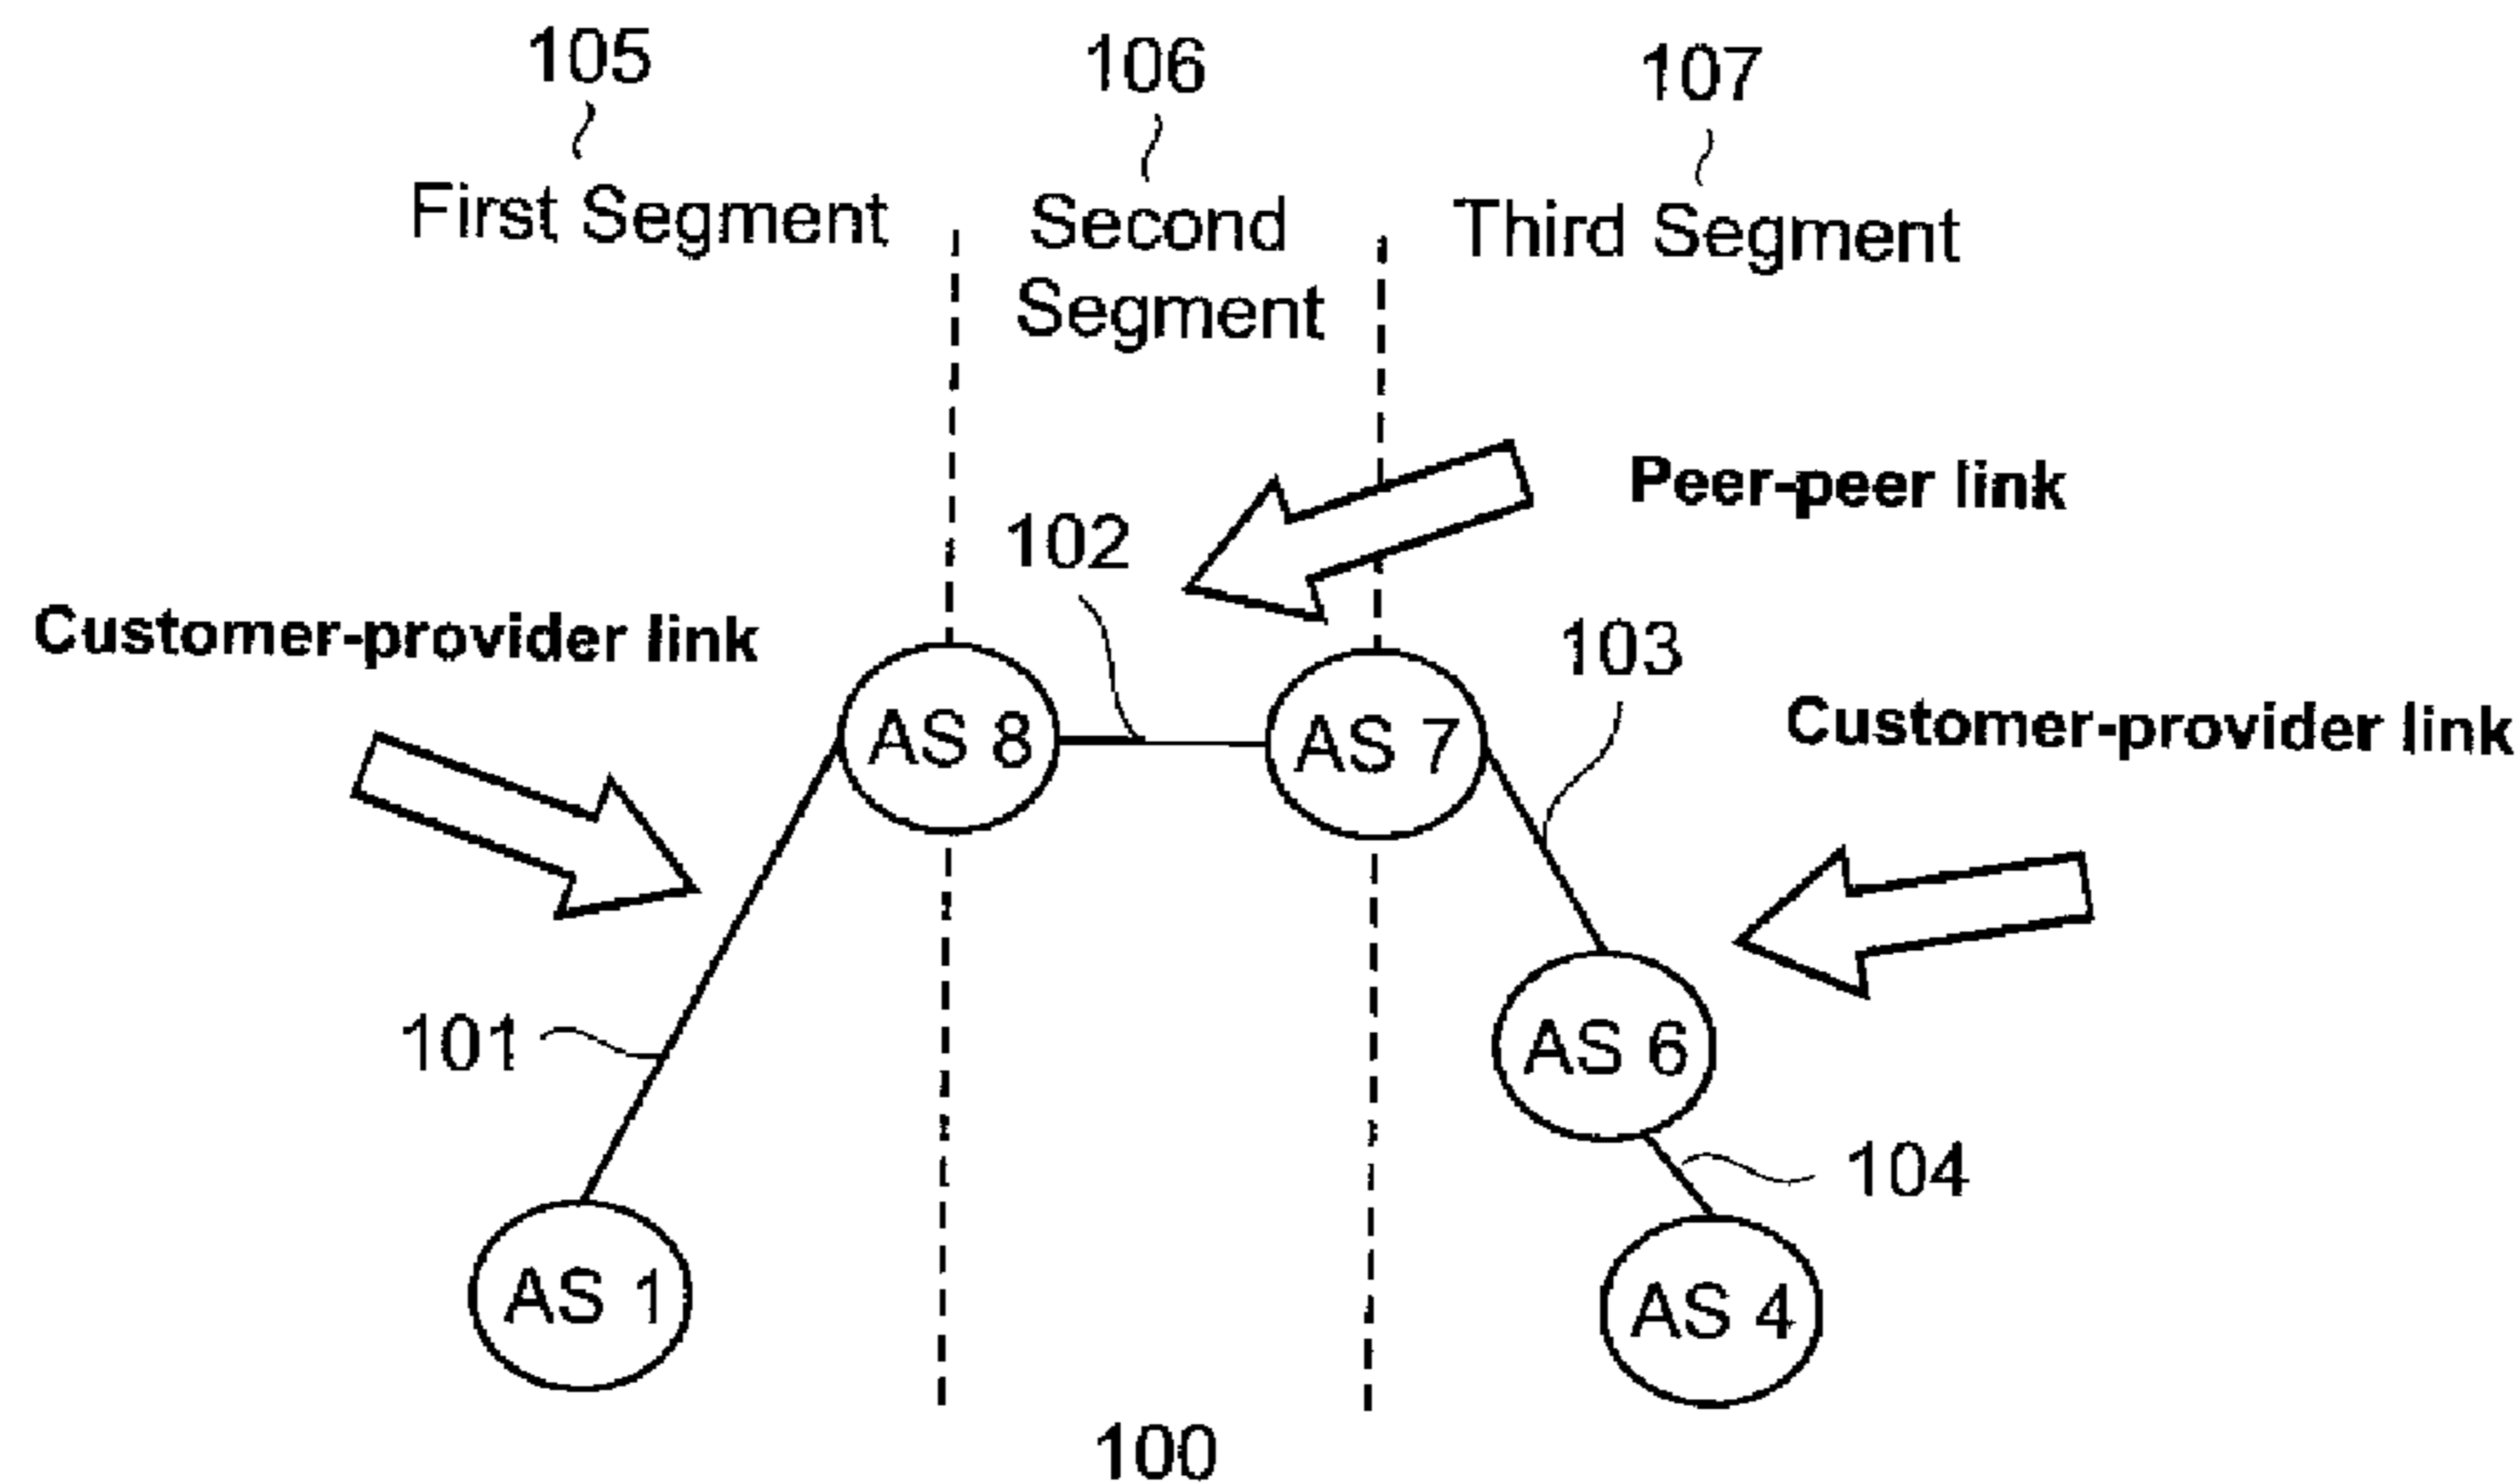 105
106
107
First Segment
Second
Segment
Third Segment
Peer-peer link
102
Customer-provider link
103
AS 8
AS 7
Customer-provider link
101
AS 6
104
AS 1
AS 4
100